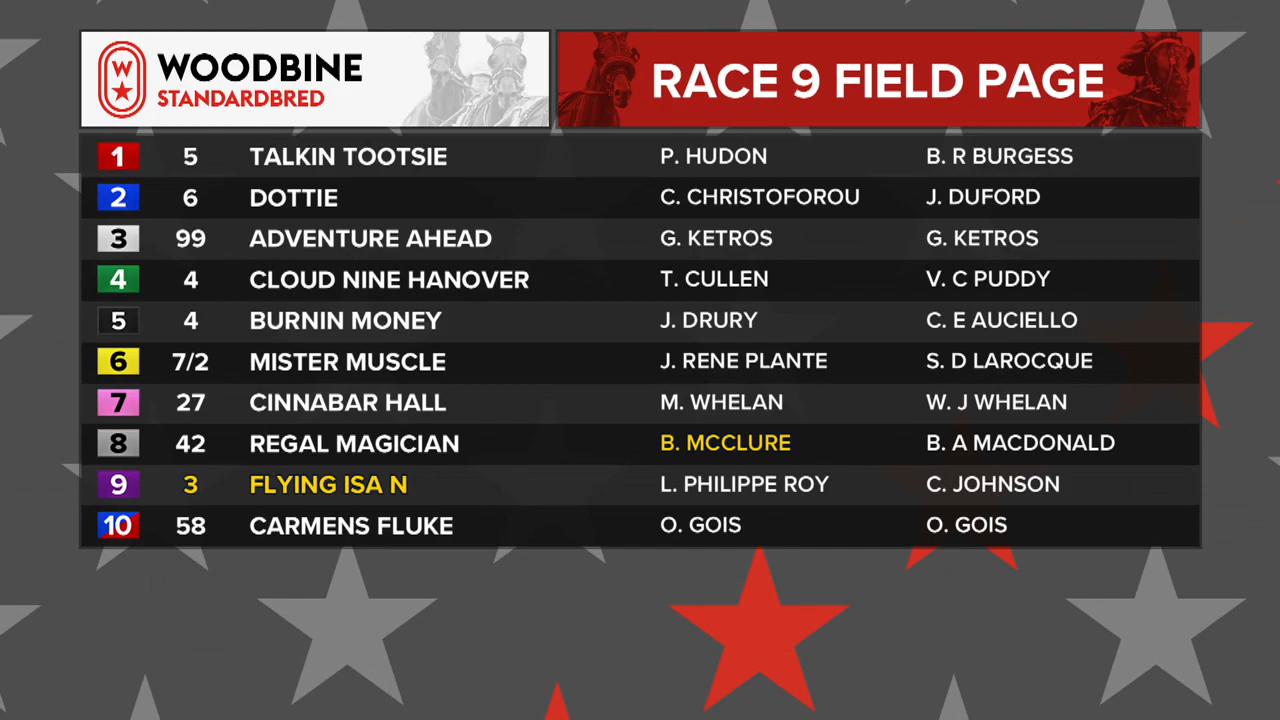 W
WOODBINE
STANDARDBRED
RACE 9 FIELD PAGE
1 5 TALKIN TOOTSIE P. HUDON B. R BURGESS
2 6 DOTTIE C. CHRISTOFOROU J. DUFORD
3 99 ADVENTURE AHEAD G. KETROS G. KETROS
4 4 CLOUD NINE HANOVER T. CULLEN V. C PUDDY
5 4 BURNIN MONEY J. DRURY C. E AUCIELLO
6 7/2 MISTER MUSCLE J. RENE PLANTE S. D LAROCQUE
7 27 CINNABAR HALL M. WHELAN W. J WHELAN
8 42 REGAL MAGICIAN B. MCCLURE B. A MACDONALD
9 3 FLYING ISA N L. PHILIPPE ROY C. JOHNSON
10 58 CARMENS FLUKE O. GOIS O. GOIS